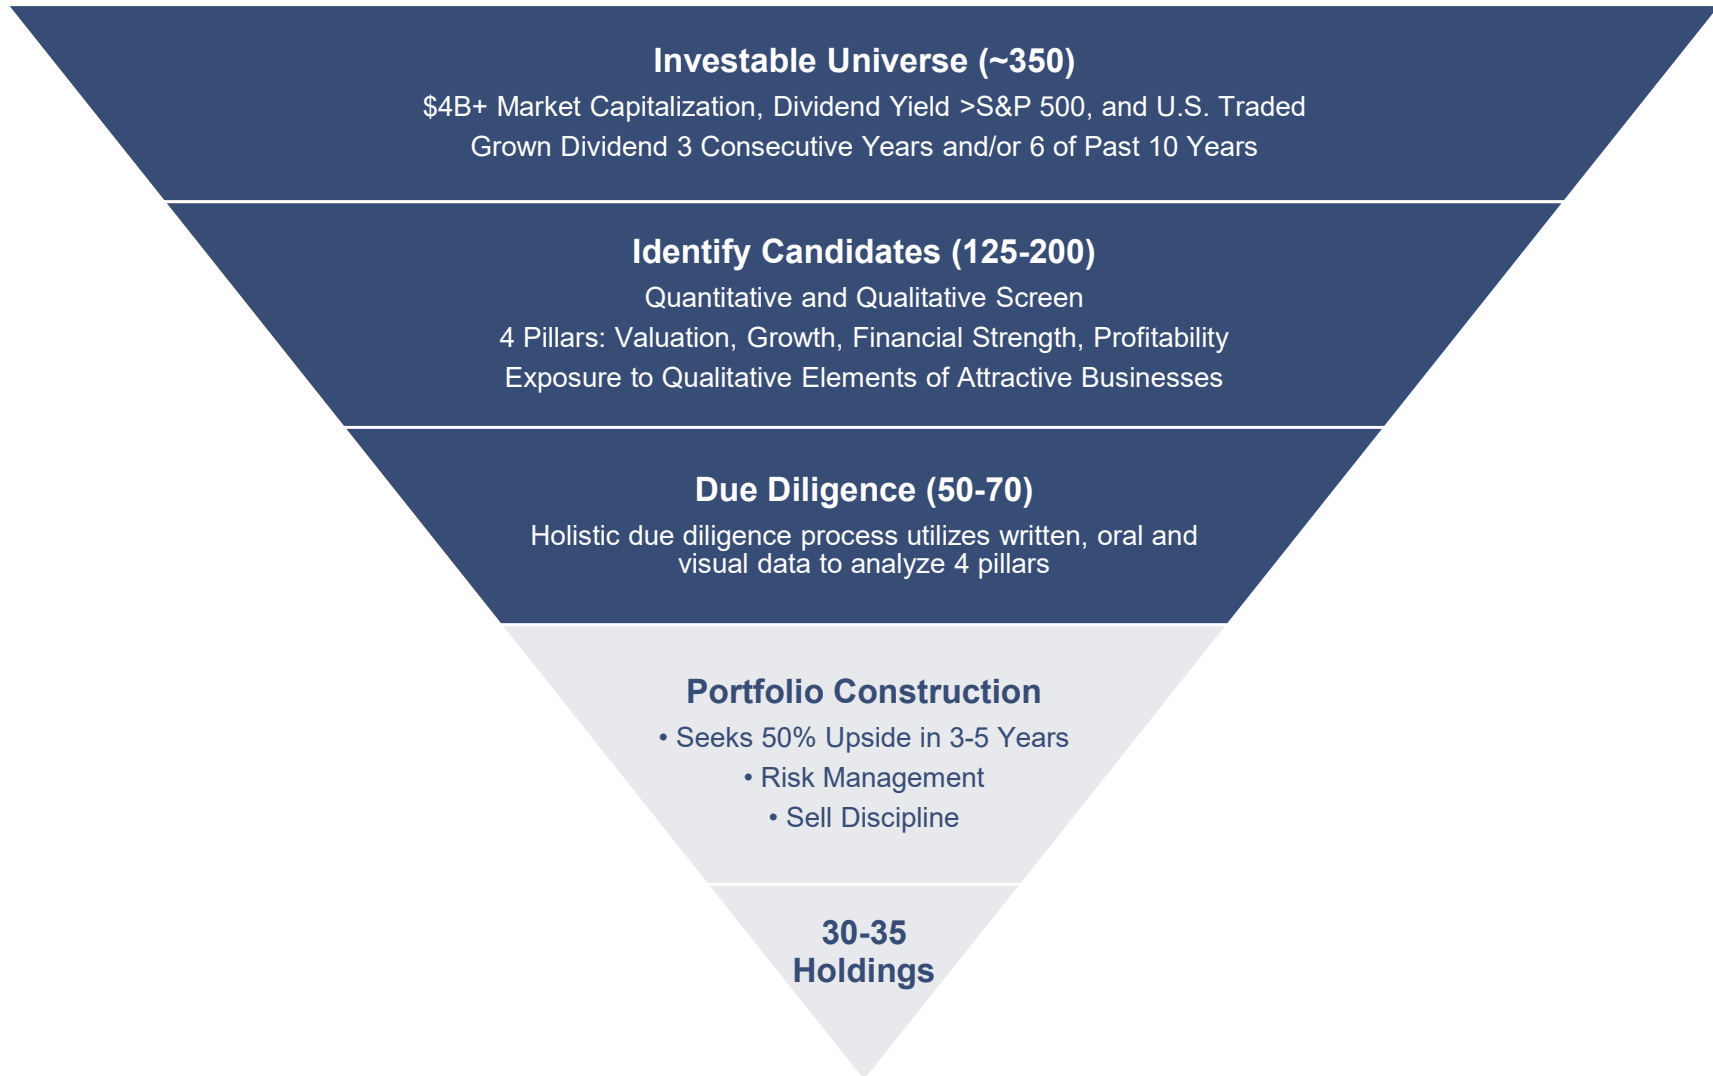 Investable Universe (~350)
$4B+ Market Capitalization, Dividend Yield >S&P 500, and U.S. Traded
Grown Dividend 3 Consecutive Years and/or 6 of Past 10 Years
Identify Candidates (125-200)
Quantitative and Qualitative Screen
4 Pillars: Valuation, Growth, Financial Strength, Profitability
Exposure to Qualitative Elements of Attractive Businesses
Due Diligence (50-70)
Holistic due diligence process utilizes written, oral and
visual data to analyze 4 pillars
Portfolio Construction
• Seeks 50% Upside in 3-5 Years
• Risk Management
• Sell Discipline
30-35
Holdings